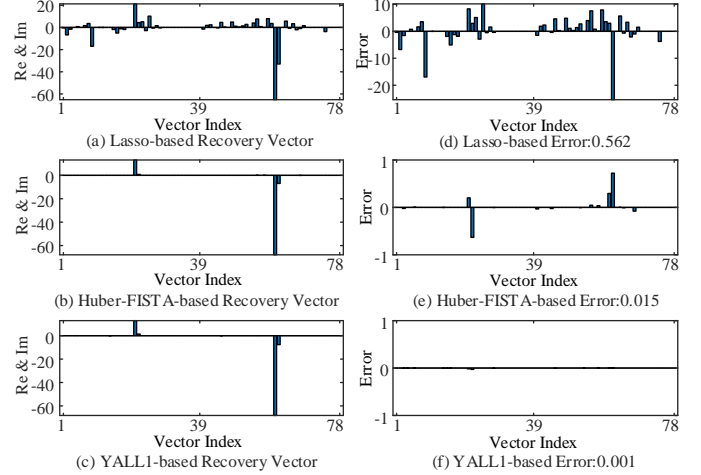 20
0
-20
-40
-60
Re & Im
1 39 78
Vector Index
(a) Lasso-based Recovery Vector
10
0
-10
-20
Error
1 39 78
Vector Index
(d) Lasso-based Error:0.562
0
-20
-40
-60
Re & Im
1 39 78
Vector Index
(b) Huber-FISTA-based Recovery Vector
1
0
-1
Error
1 39 78
Vector Index
(e) Huber-FISTA-based Error:0.015
0
-20
-40
-60
Re & Im
1 39 78
Vector Index
(c) YALL1-based Recovery Vector
1
0
-1
Error
1 39 78
Vector Index
(f) YALL1-based Error:0.001